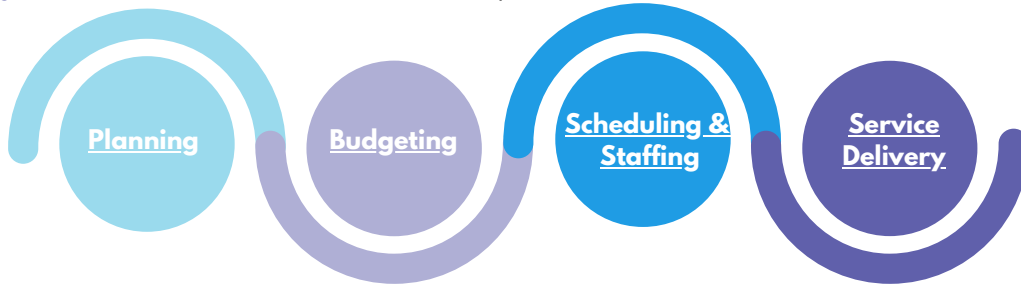 Planning
Budgeting
Scheduling &
Staffing
Service
Delivery